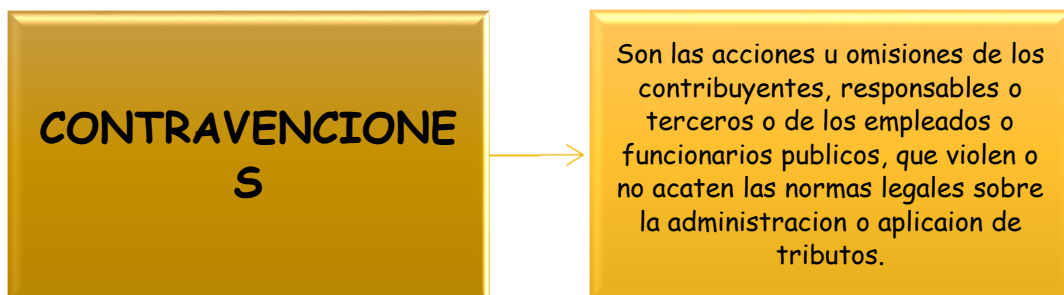 CONTRAVENCIONE
S
Son las acciones u omisiones de los
contribuyentes, responsables o
terceros o de los empleados o
funcionarios publicos, que violen o
no acaten las normas legales sobre
la administracion o aplicaion de
tributos.